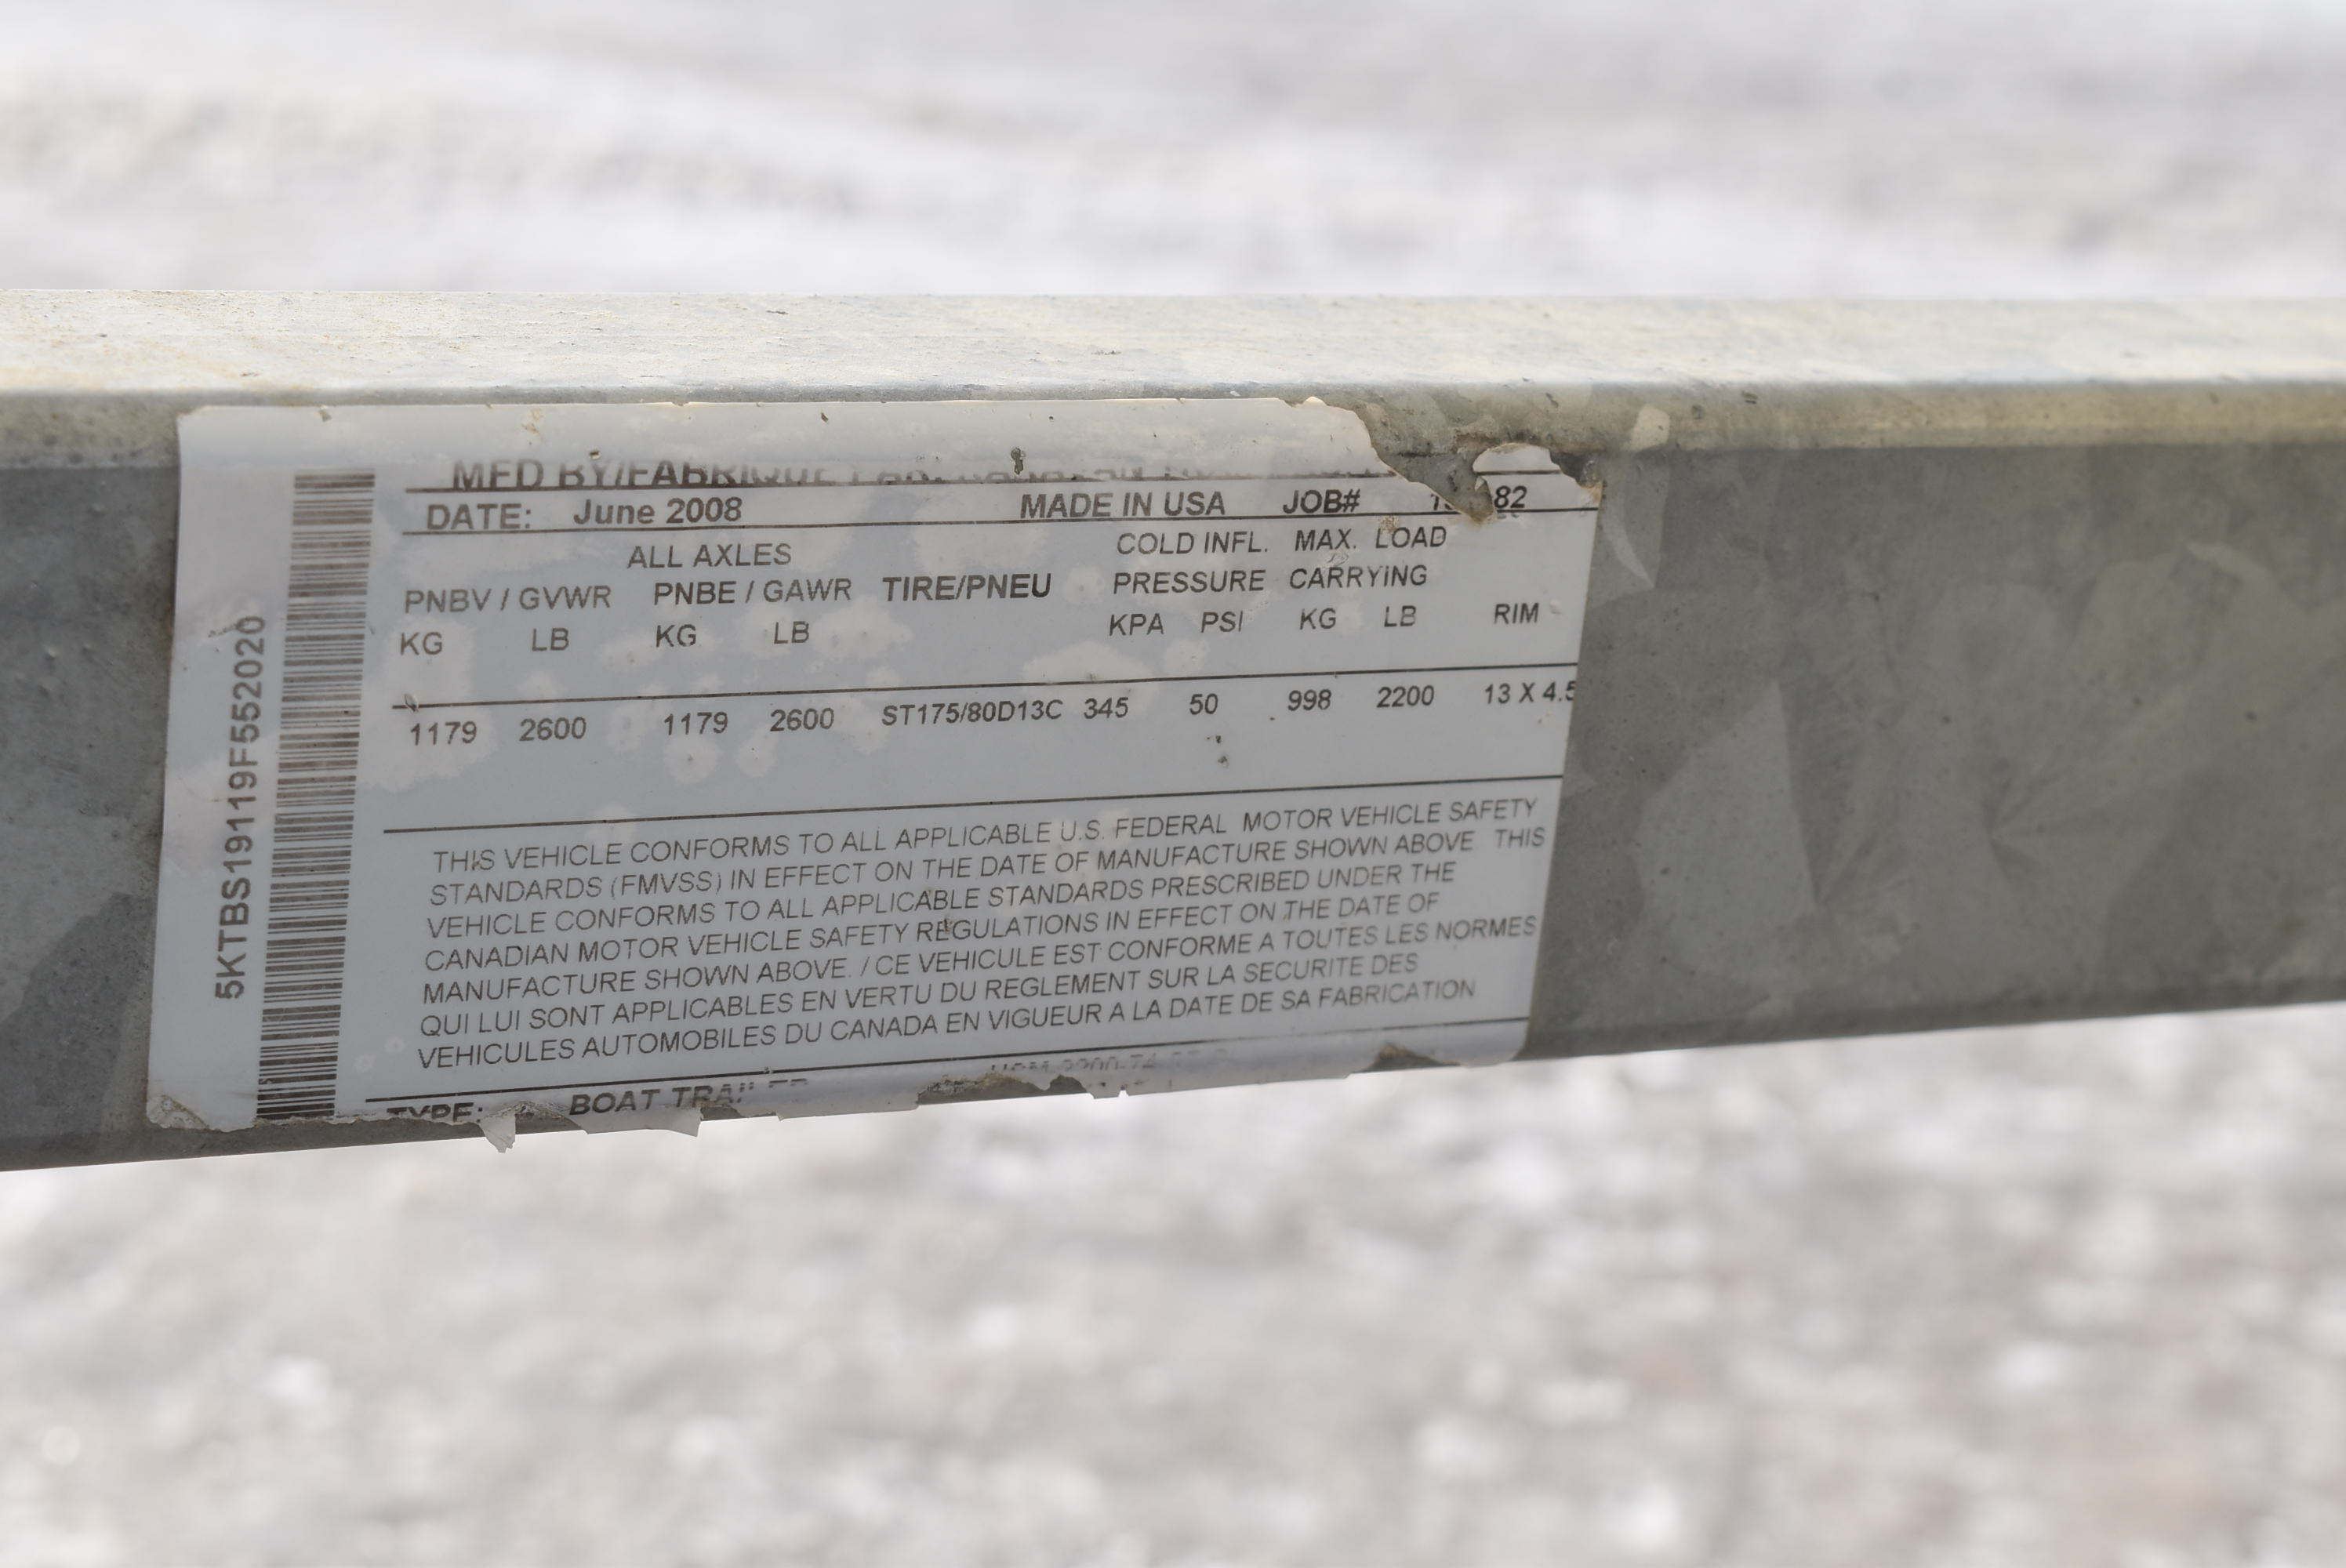 MFD BY/FABRIQUE
DATE: June 2008 MADE IN USA JOB#
ALL AXLES COLD INFL. MAX. LOAD
PNBV / GVWR PNBE / GAWR TIRE/PNEU PRESSURE CARRYING
KG LB KG LB KPA PSI KG LB RIM
1179 2600 1179 2600 ST175/80D13C 345 50 998 2200 13 X 4.5
THIS VEHICLE CONFORMS TO ALL APPLICABLE U.S. FEDERAL MOTOR VEHICLE SAFETY
STANDARDS (FMVSS) IN EFFECT ON THE DATE OF MANUFACTURE SHOWN ABOVE THIS
VEHICLE CONFORMS TO ALL APPLICABLE STANDARDS PRESCRIBED UNDER THE
CANADIAN MOTOR VEHICLE SAFETY REGULATIONS IN EFFECT ON THE DATE OF
MANUFACTURE SHOWN ABOVE. / CE VEHICULE EST CONFORME A TOUTES LES NORMES
QUI LUI SONT APPLICABLES EN VERTU DU REGLEMENT SUR LA SECURITE DES
VEHICULES AUTOMOBILES DU CANADA EN VIGUEUR A LA DATE DE SA FABRICATION
TYPE: BOAT TRAILER
5KTBS19119F552020